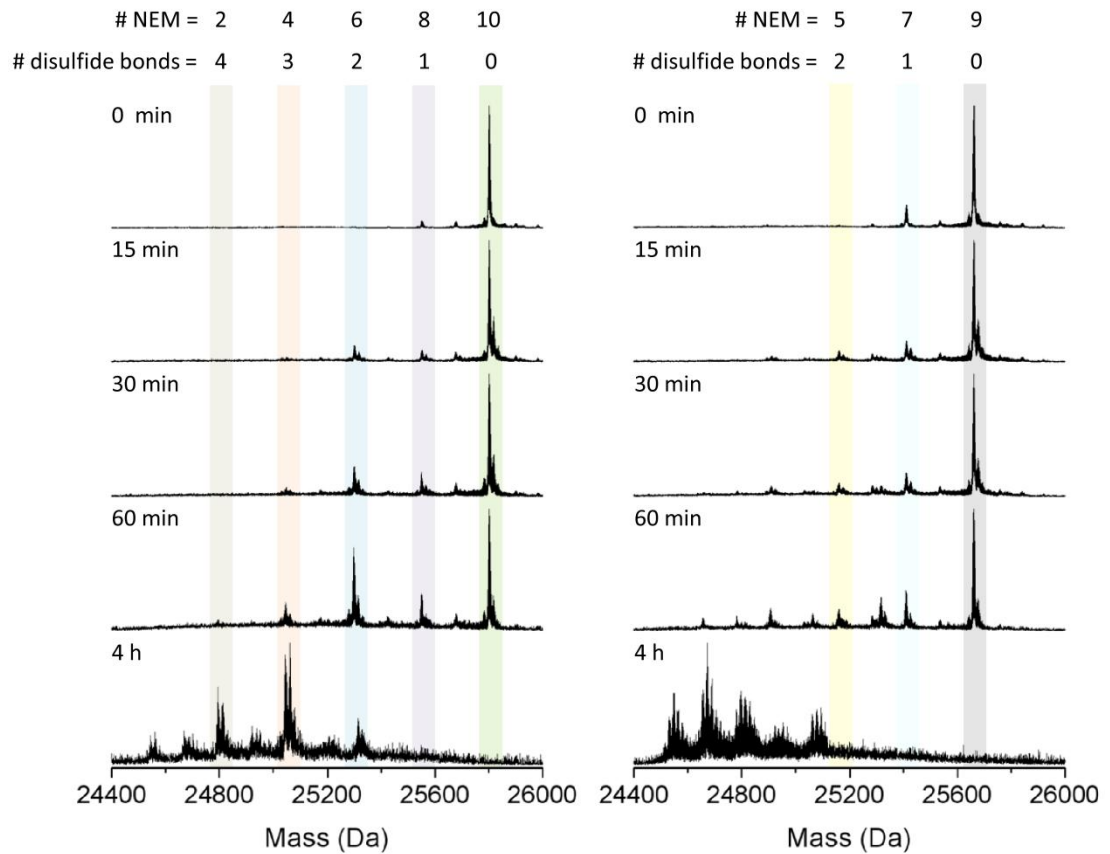 # NEM = 2 4 6 8 10
# disulfide bonds = 4 3 2 1 0
0 min
15 min
30 min
60 min
4 h
24400 24800 25200 25600 26000
Mass (Da)
# NEM = 5 7 9
# disulfide bonds = 2 1 0
0 min
15 min
30 min
60 min
4 h
24400 24800 25200 25600 26000
Mass (Da)